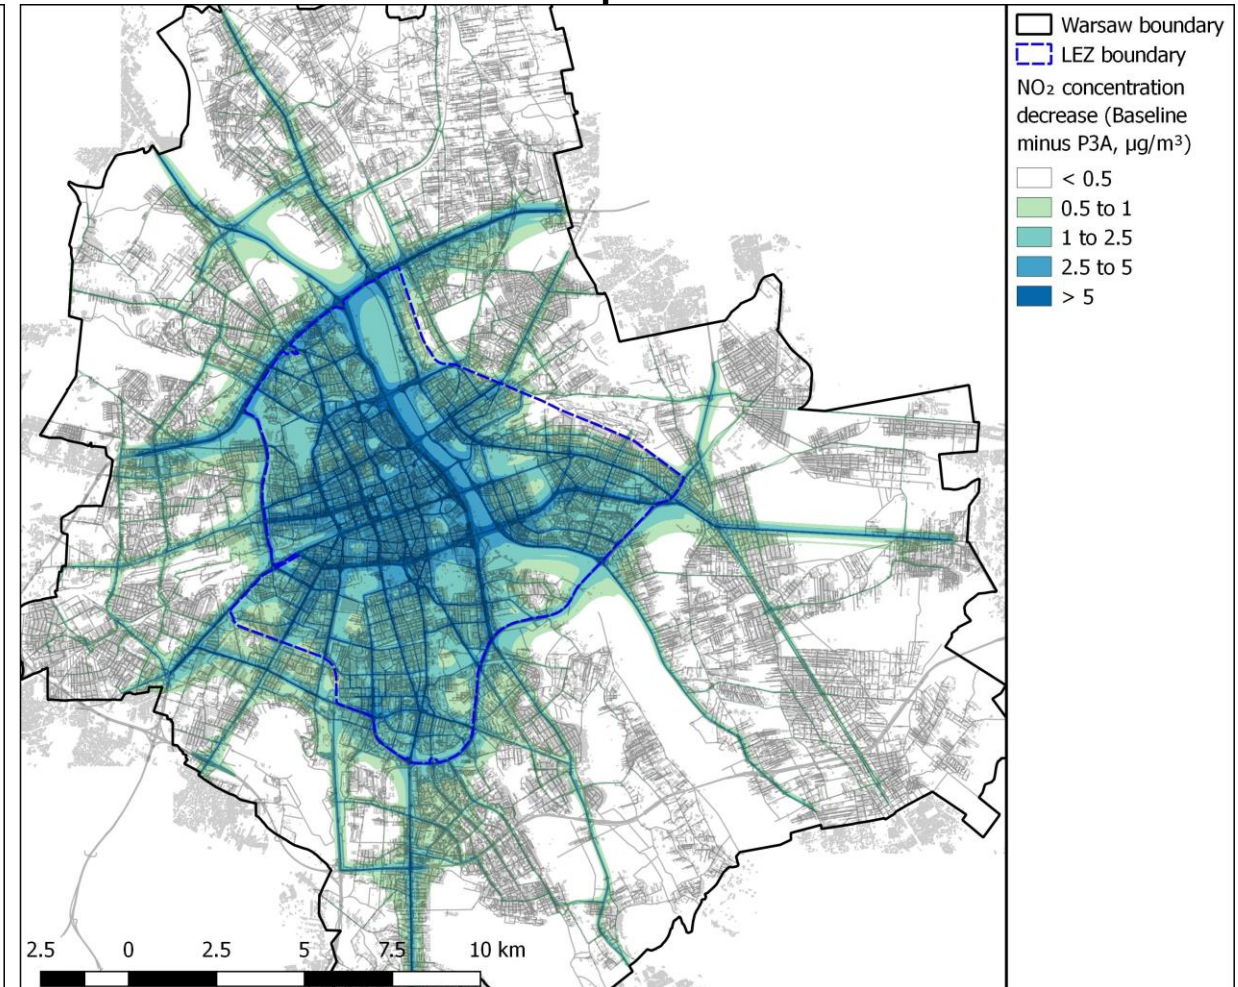 Warsaw boundary
LEZ boundary
NO₂ concentration
decrease (Baseline
minus P3A, µg/m³)
< 0.5
0.5 to 1
1 to 2.5
2.5 to 5
> 5
2.5 0 2.5 5 7.5 10 km